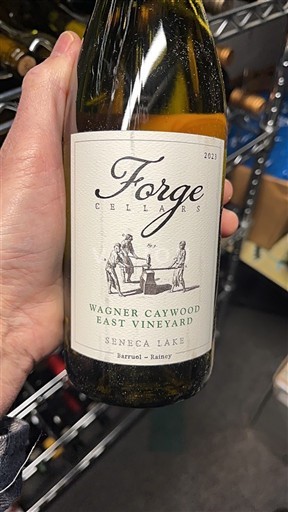 2023
Forge
CELLARS
WAGNER CAYWOOD
EAST VINEYARD
SENECA LAKE
Barruol – Rainey